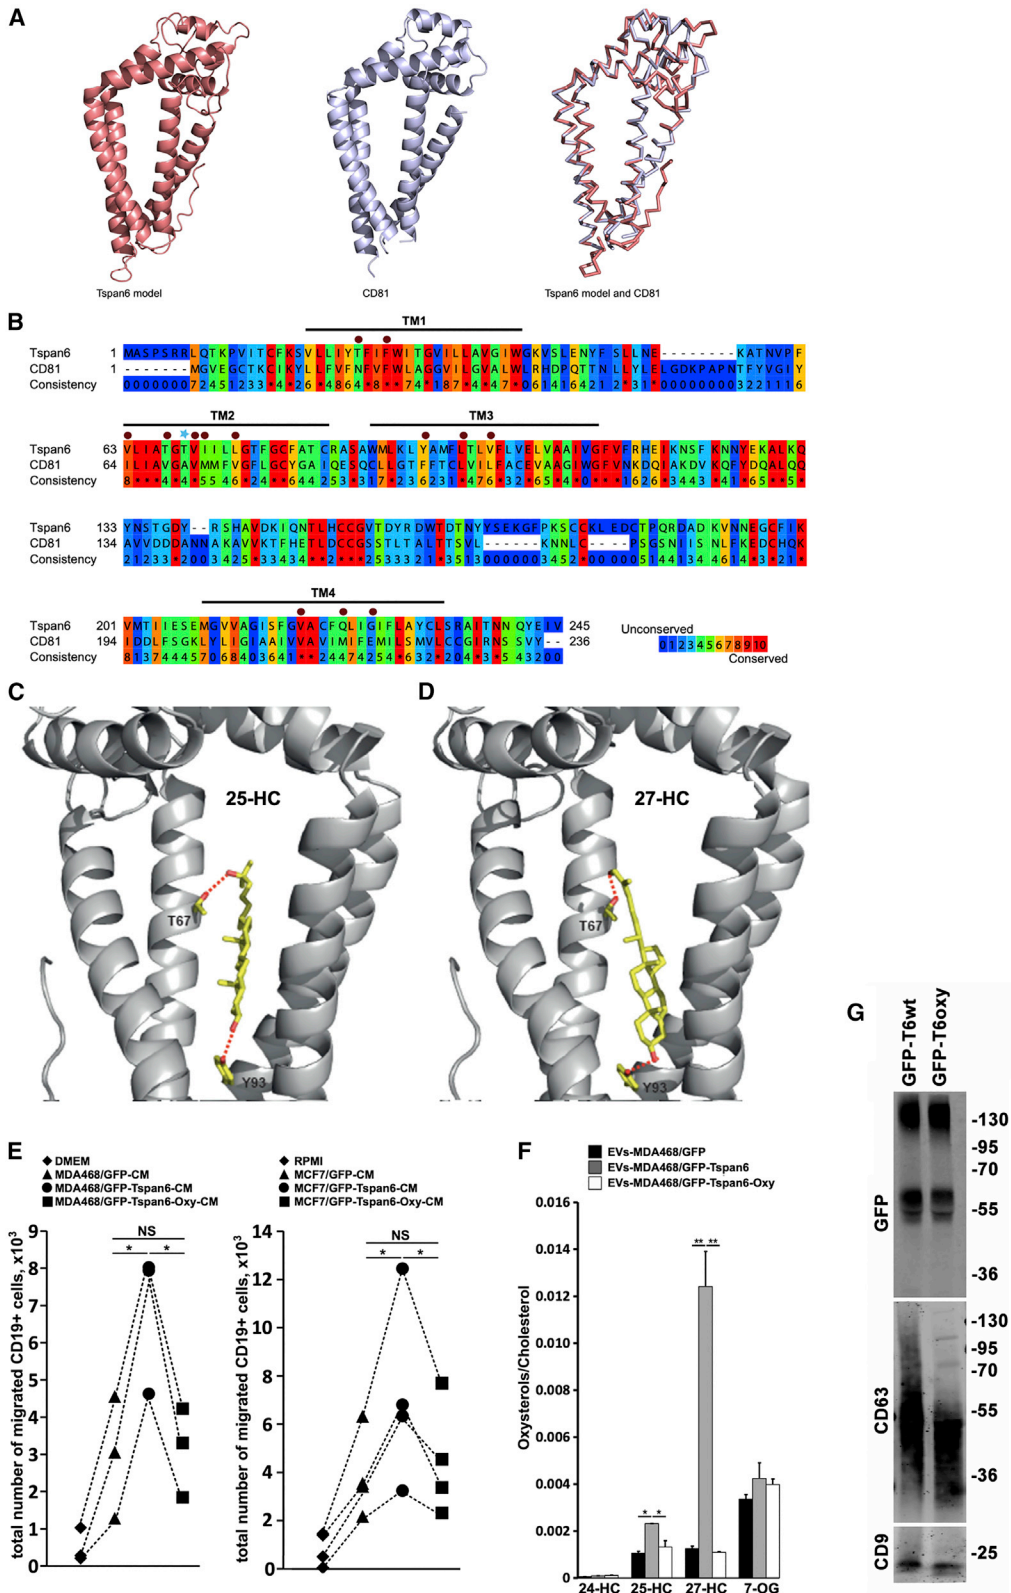 A
Tspan6 model
CD81
Tspan6 model and CD81
B
TM1
Tspan6 1 MASPSRRLQTKPVITCFKSVLLIYTFIFWITGVILLAVGIWGKVSLENYFSLLNE---------KATNVPF
CD81 1 -------MGVEGCTKCIKYLLFVFNFVFWLAGGVILGVALWLRHDPQTTNLLYLELGDKPAPNTFYVGIY
Consistency
TM2 TM3
Tspan6 63 VLIATGTVIILLGTFGCFATCRASAWMLKLYAMFLTLVFLVELVAAIVGFVFRHEIKNSFKNNYEKALKQ
CD81 64 LILAVGAVMMFVGFLGCYGAIQESQCLLGTFFTCLVILFACEVAAGIWGFVNKDQIAKDVKQFYDQALQQ
Consistency
Tspan6 133 YNSTGDY--RSHAVDKIQNTLHCCGVTDYRDWTDTNYYSEKGFPKSCCKLEDCTPQRDADKVNNEGCFIK
CD81 134 AVVDDDANNAKAVVKTFHETLDCCGSSTLTALTTSVL------KNNLC----PSGSNIISNLFKEDCHQK
Consistency
TM4
Tspan6 201 VMTIIESEMGVVAGISFGVACFQLIGIFLAYCLSRAITNNQYEIV 245
CD81 194 IDDLFSGKLYLIGIAAIVVAVIMIFEMILSMVLCCGIRNSSVY-- 236
Consistency
Unconserved
0 1 2 3 4 5 6 7 8 9 10
Conserved
C
25-HC
T67
Y93
D
27-HC
T67
Y93
E
DMEM
MDA468/GFP-CM
MDA468/GFP-Tspan6-CM
MDA468/GFP-Tspan6-Oxy-CM
total number of migrated CD19+ cells, x10³
9
8
7
6
5
4
3
2
1
0
NS
* *
RPMI
MCF7/GFP-CM
MCF7/GFP-Tspan6-CM
MCF7/GFP-Tspan6-Oxy-CM
total number of migrated CD19+ cells, x10³
14
12
10
8
6
4
2
0
NS
* *
F
EVs-MDA468/GFP
EVs-MDA468/GFP-Tspan6
EVs-MDA468/GFP-Tspan6-Oxy
Oxysterols/Cholesterol
0.016
0.014
0.012
0.010
0.008
0.006
0.004
0.002
0
* *
** **
24-HC 25-HC 27-HC 7-OG
G
GFP-T6wt
GFP-T6oxy
GFP
-130
-95
-70
-55
-36
CD63
-130
-95
-70
-55
-36
CD9
-25